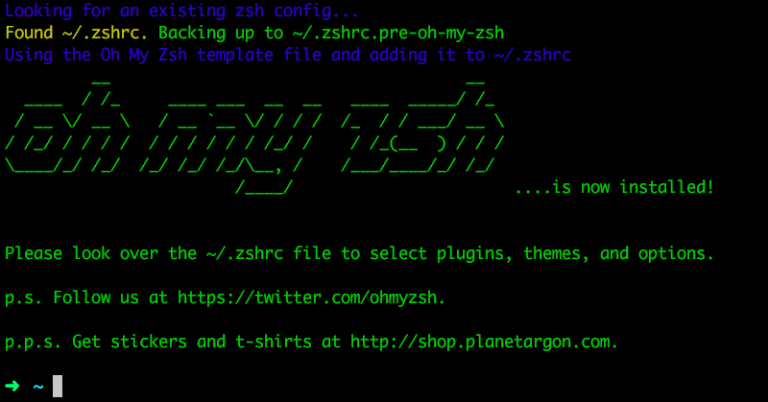 Looking for an existing zsh config...
Found ~/.zshrc. Backing up to ~/.zshrc.pre-oh-my-zsh
Using the Oh My Zsh template file and adding it to ~/.zshrc
oh my zsh
....is now installed!
Please look over the ~/.zshrc file to select plugins, themes, and options.
p.s. Follow us at https://twitter.com/ohmyzsh.
p.p.s. Get stickers and t-shirts at http://shop.planetargon.com.
➜ ~